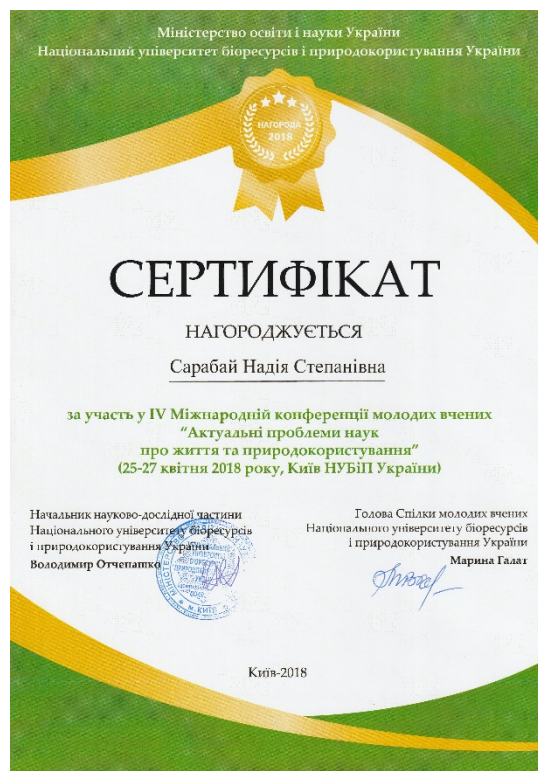 Міністерство освіти і науки України
Національний університет біоресурсів і природокористування України
НАГОРОДА
2018
СЕРТИФІКАТ
НАГОРОДЖУЄТЬСЯ
Сарабай Надія Степанівна
за участь у IV Міжнародній конференції молодих вчених
“Актуальні проблеми наук
про життя та природокористування”
(25-27 квітня 2018 року, Київ НУБіП України)
Начальник науково-дослідної частини
Національного університету біоресурсів
і природокористування України
Володимир Отченашко
Голова Спілки молодих вчених
Національного університету біоресурсів
і природокористування України
Марина Галат
м. КИЇВ
Київ-2018